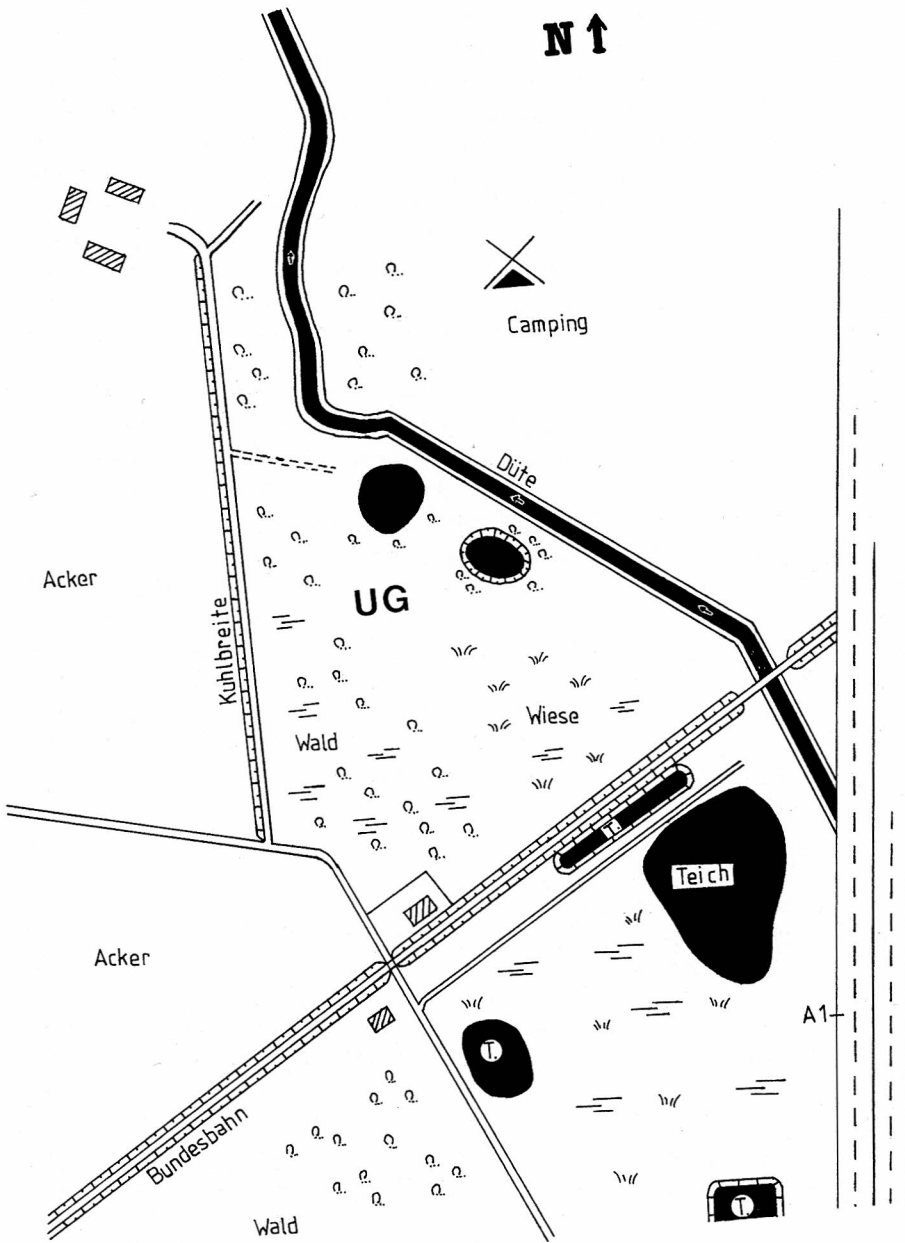 N
Camping
Düte
Acker
Kuhlbreite
UG
Wiese
Wald
T.
Teich
Acker
A1
T.
Bundesbahn
T.
Wald